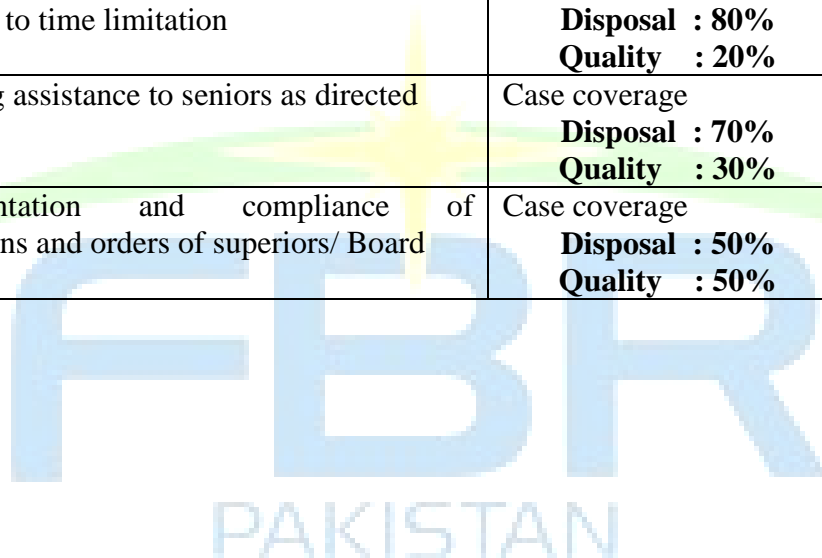 to time limitation
Disposal : 80%
Quality : 20%
g assistance to seniors as directed
Case coverage
Disposal : 70%
Quality : 30%
ntation and compliance of
ns and orders of superiors/ Board
Case coverage
Disposal : 50%
Quality : 50%
FBR
PAKISTAN